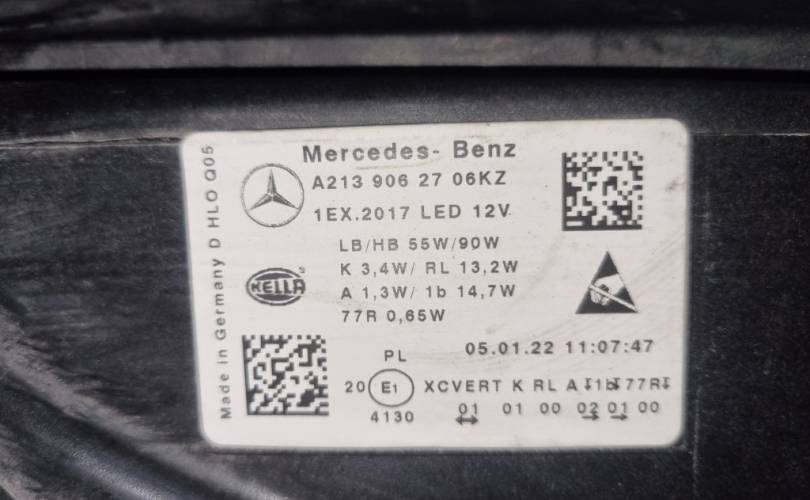 Mercedes- Benz
A213 906 27 06KZ
1EX.2017 LED 12V
LB/HB 55W/90W
K 3,4W/ RL 13,2W
A 1,3W/ 1b 14,7W
77R 0,65W
HELLA
Made in Germany D HLO Q05
PL
05.01.22 11:07:47
20 E1 XCVERT K RL A 1b 77R
4130 01 01 00 02 01 00